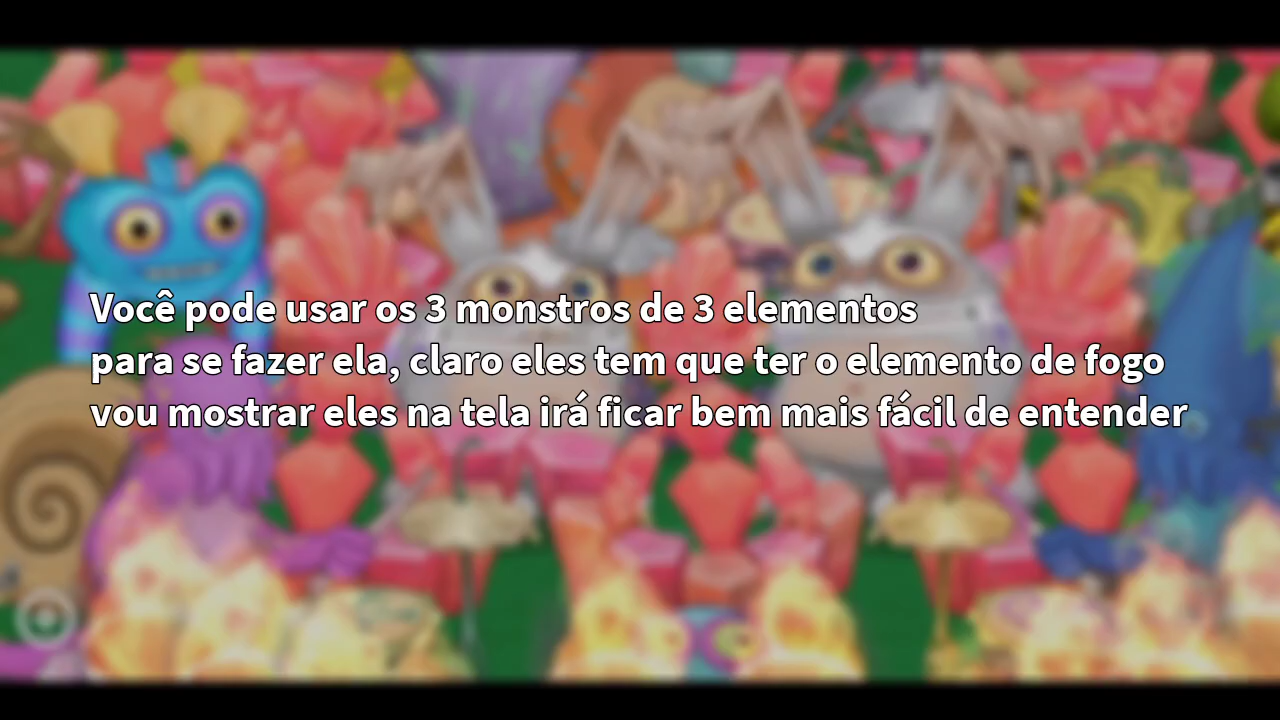 Você pode usar os 3 monstros de 3 elementos
para se fazer ela, claro eles tem que ter o elemento de fogo
vou mostrar eles na tela irá ficar bem mais fácil de entender